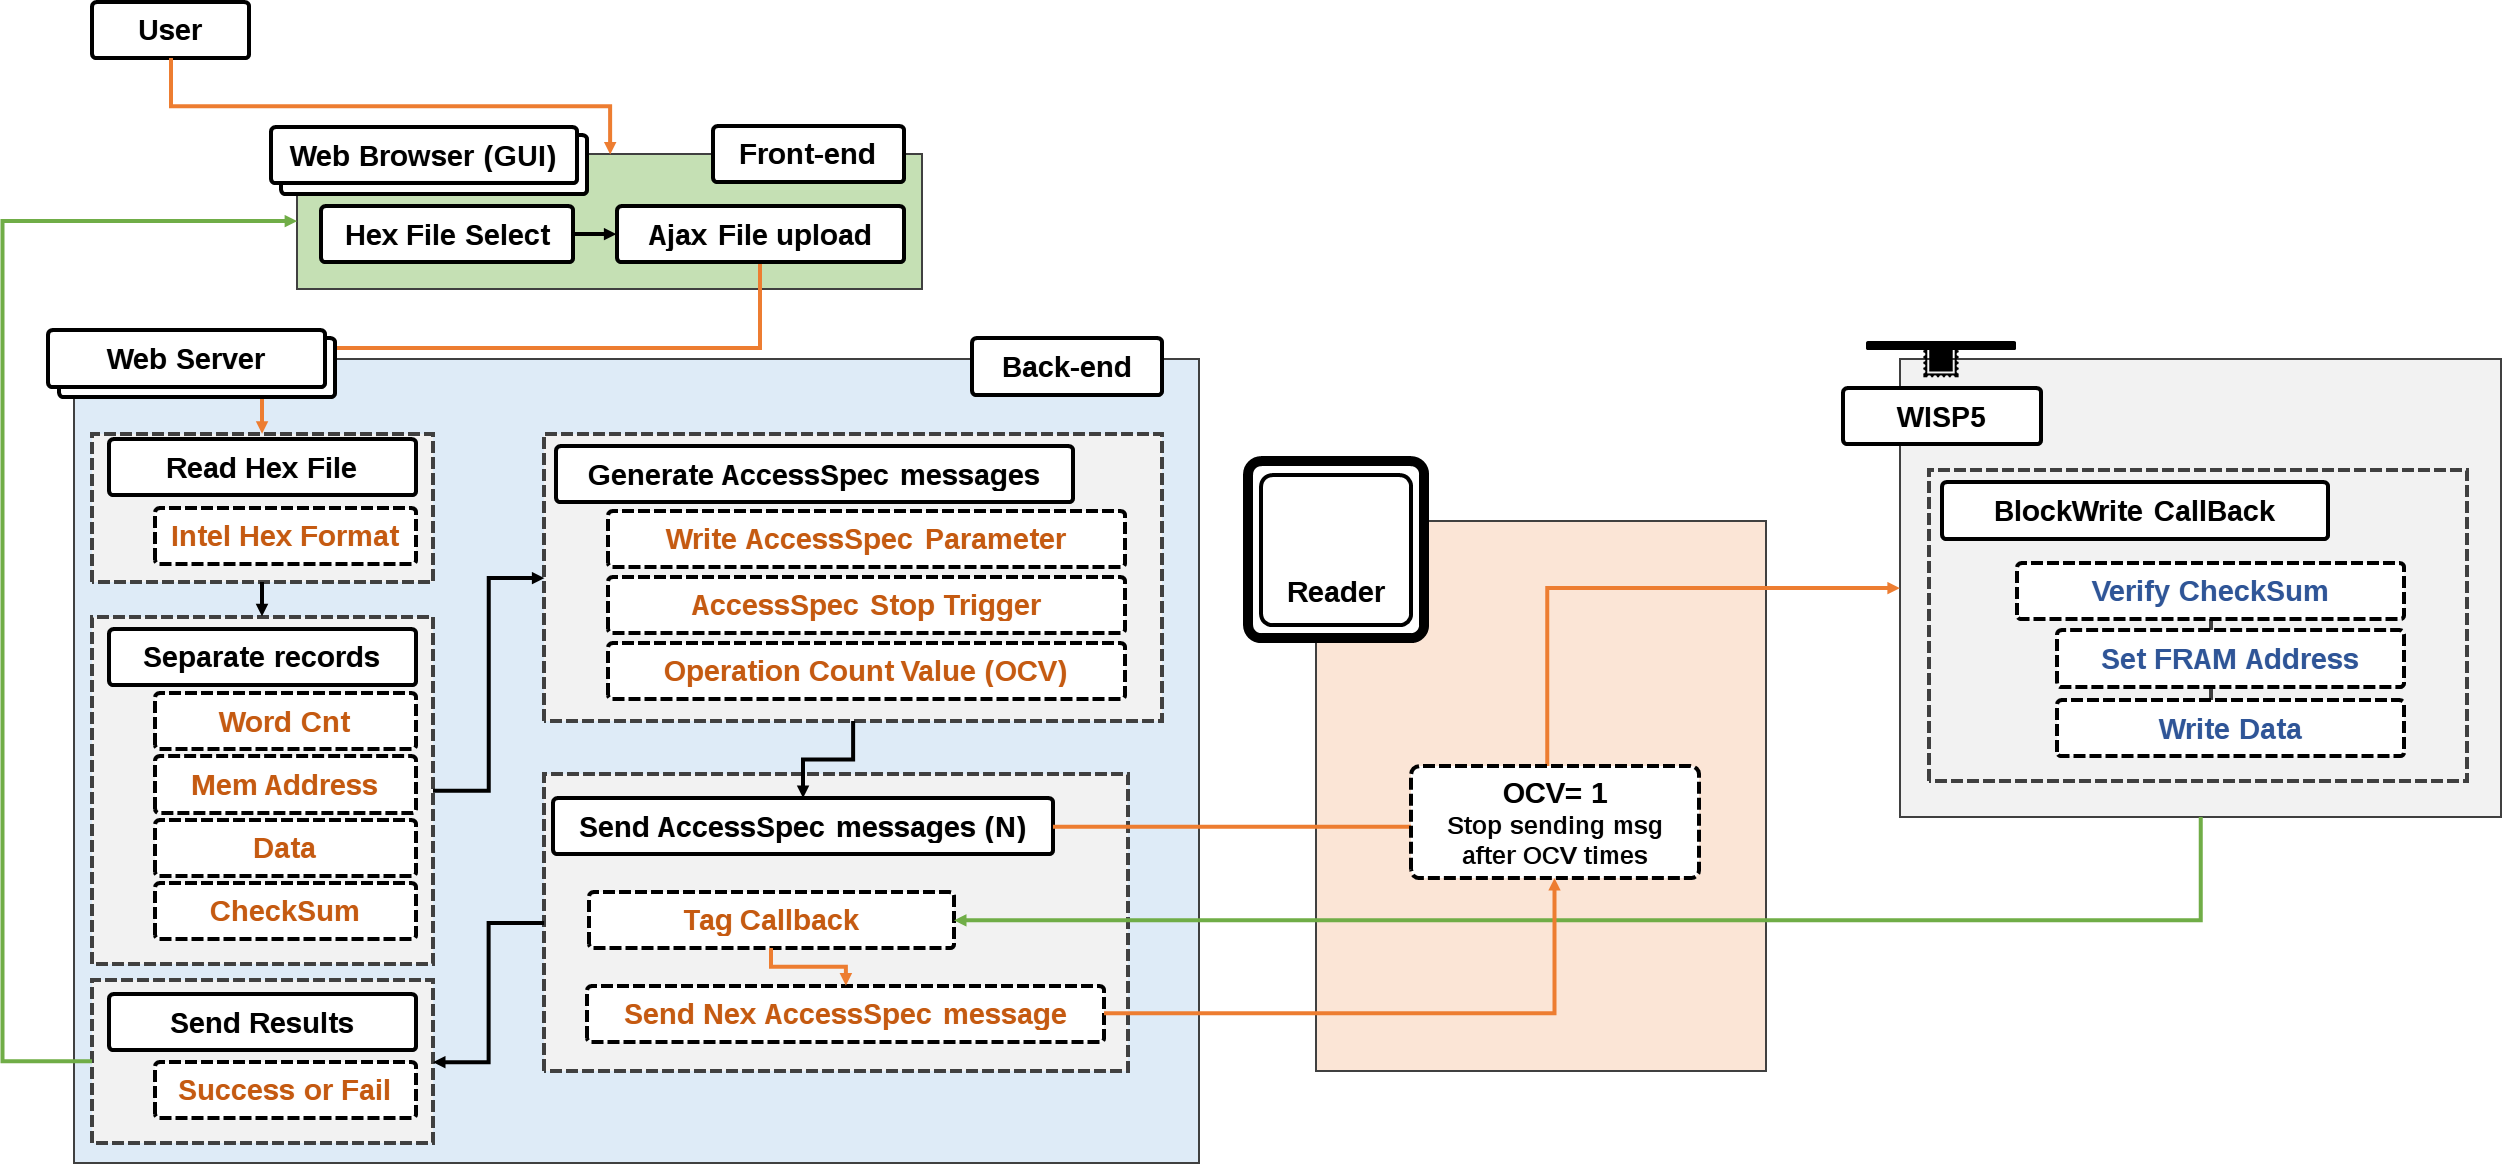 User
Web Browser (GUI)
Front-end
Hex File Select
Ajax File upload
Web Server
Back-end
Read Hex File
Intel Hex Format
Separate records
Word Cnt
Mem Address
Data
CheckSum
Send Results
Success or Fail
Generate AccessSpec messages
Write AccessSpec Parameter
AccessSpec Stop Trigger
Operation Count Value (OCV)
Send AccessSpec messages (N)
Tag Callback
Send Nex AccessSpec message
Reader
OCV= 1
Stop sending msg
after OCV times
WISP5
BlockWrite CallBack
Verify CheckSum
Set FRAM Address
Write Data